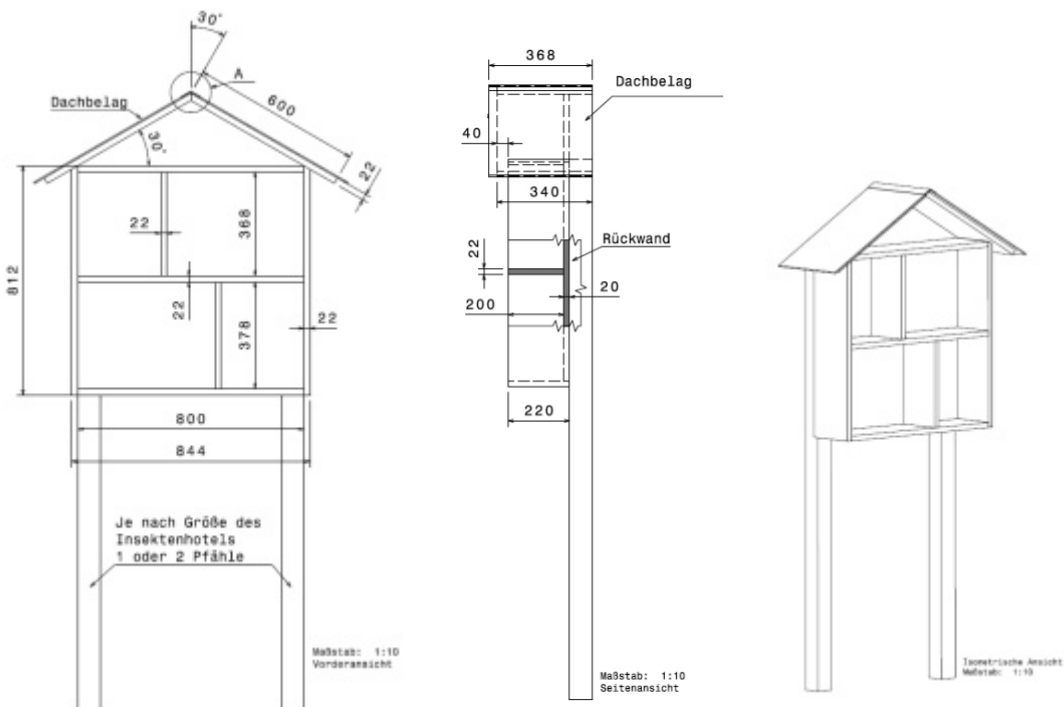 30°
A
Dachbelag
600
30°
22
22
368
812
22
22
378
800
844
Je nach Größe des
Insektenhotels
1 oder 2 Pfähle
Maßstab: 1:10
Vorderansicht
368
Dachbelag
40
340
Rückwand
22
20
200
220
Maßstab: 1:10
Seitenansicht
Isometrische Ansicht
Maßstab: 1:10